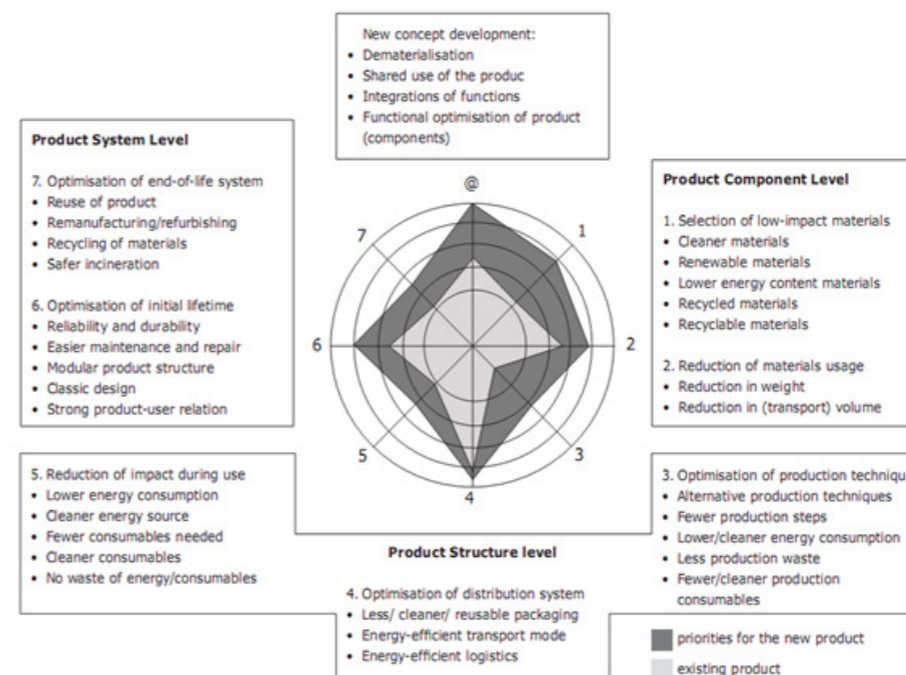 New concept development:
• Dematerialisation
• Shared use of the produc
• Integrations of functions
• Functional optimisation of product
(components)
Product System Level
7. Optimisation of end-of-life system
• Reuse of product
• Remanufacturing/refurbishing
• Recycling of materials
• Safer incineration
6. Optimisation of initial lifetime
• Reliability and durability
• Easier maintenance and repair
• Modular product structure
• Classic design
• Strong product-user relation
@
1
2
3
4
5
6
7
Product Component Level
1. Selection of low-impact materials
• Cleaner materials
• Renewable materials
• Lower energy content materials
• Recycled materials
• Recyclable materials
2. Reduction of materials usage
• Reduction in weight
• Reduction in (transport) volume
5. Reduction of impact during use
• Lower energy consumption
• Cleaner energy source
• Fewer consumables needed
• Cleaner consumables
• No waste of energy/consumables
Product Structure level
4. Optimisation of distribution system
• Less/ cleaner/ reusable packaging
• Energy-efficient transport mode
• Energy-efficient logistics
3. Optimisation of production techniqu
• Alternative production techniques
• Fewer production steps
• Lower/cleaner energy consumption
• Less production waste
• Fewer/cleaner production
consumables
priorities for the new product
existing product